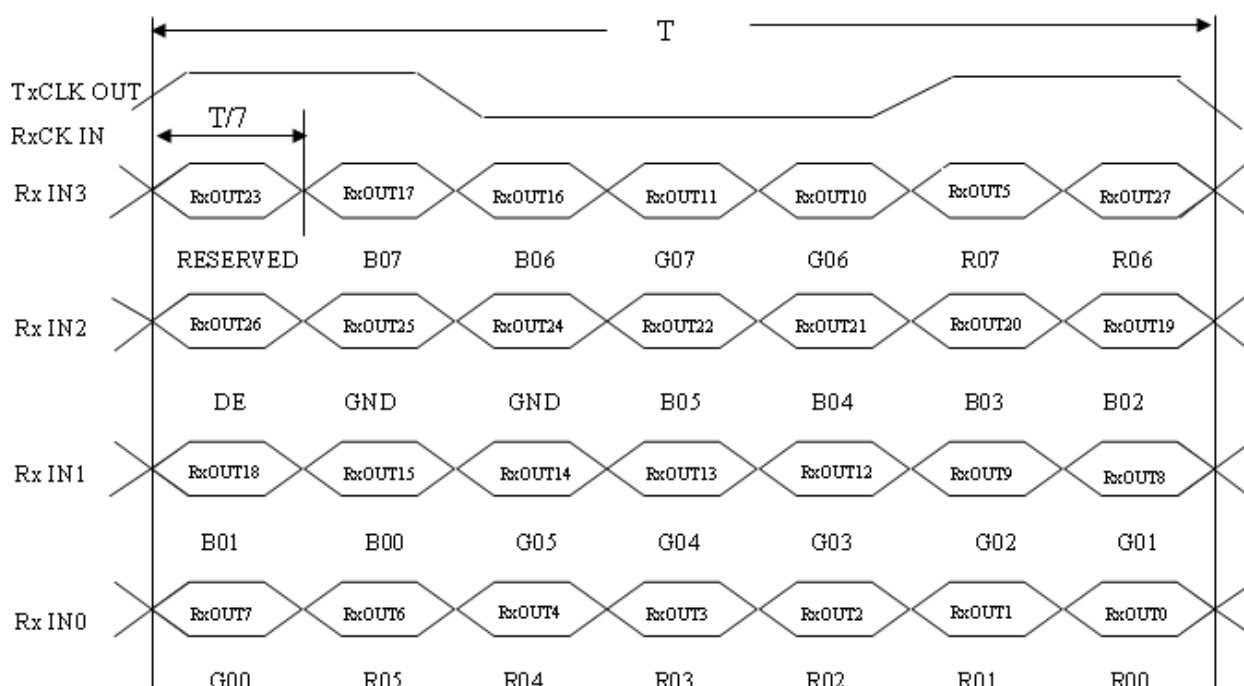 T
TxCLK OUT
T/7
RxCK IN
Rx IN3 RxOUT23 RxOUT17 RxOUT16 RxOUT11 RxOUT10 RxOUT5 RxOUT27
RESERVED B07 B06 G07 G06 R07 R06
Rx IN2 RxOUT26 RxOUT25 RxOUT24 RxOUT22 RxOUT21 RxOUT20 RxOUT19
DE GND GND B05 B04 B03 B02
Rx IN1 RxOUT18 RxOUT15 RxOUT14 RxOUT13 RxOUT12 RxOUT9 RxOUT8
B01 B00 G05 G04 G03 G02 G01
Rx IN0 RxOUT7 RxOUT6 RxOUT4 RxOUT3 RxOUT2 RxOUT1 RxOUT0
G00 R05 R04 R03 R02 R01 R00